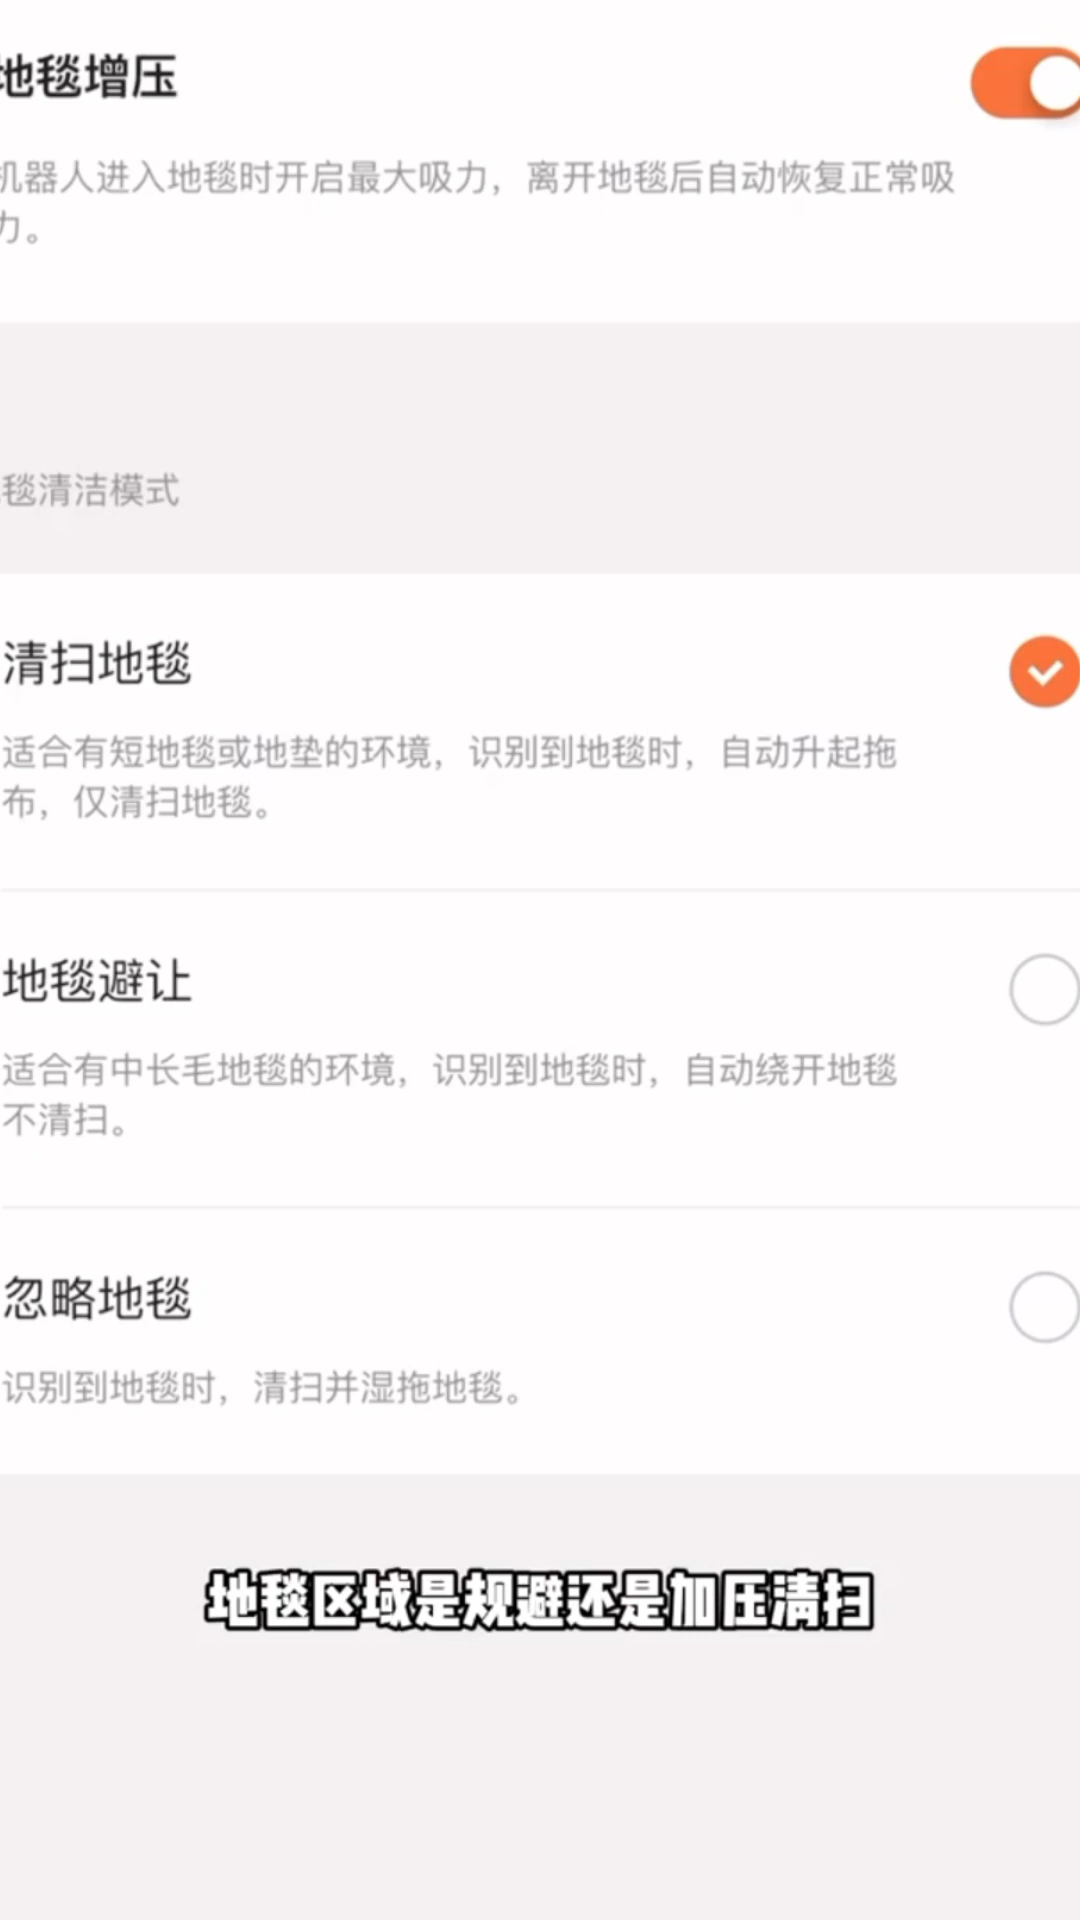 地毯增压
机器人进入地毯时开启最大吸力，离开地毯后自动恢复正常吸
力。
毯清洁模式
清扫地毯
适合有短地毯或地垫的环境，识别到地毯时，自动升起拖
布，仅清扫地毯。
地毯避让
适合有中长毛地毯的环境，识别到地毯时，自动绕开地毯
不清扫。
忽略地毯
识别到地毯时，清扫并湿拖地毯。
地毯区域是规避还是加压清扫